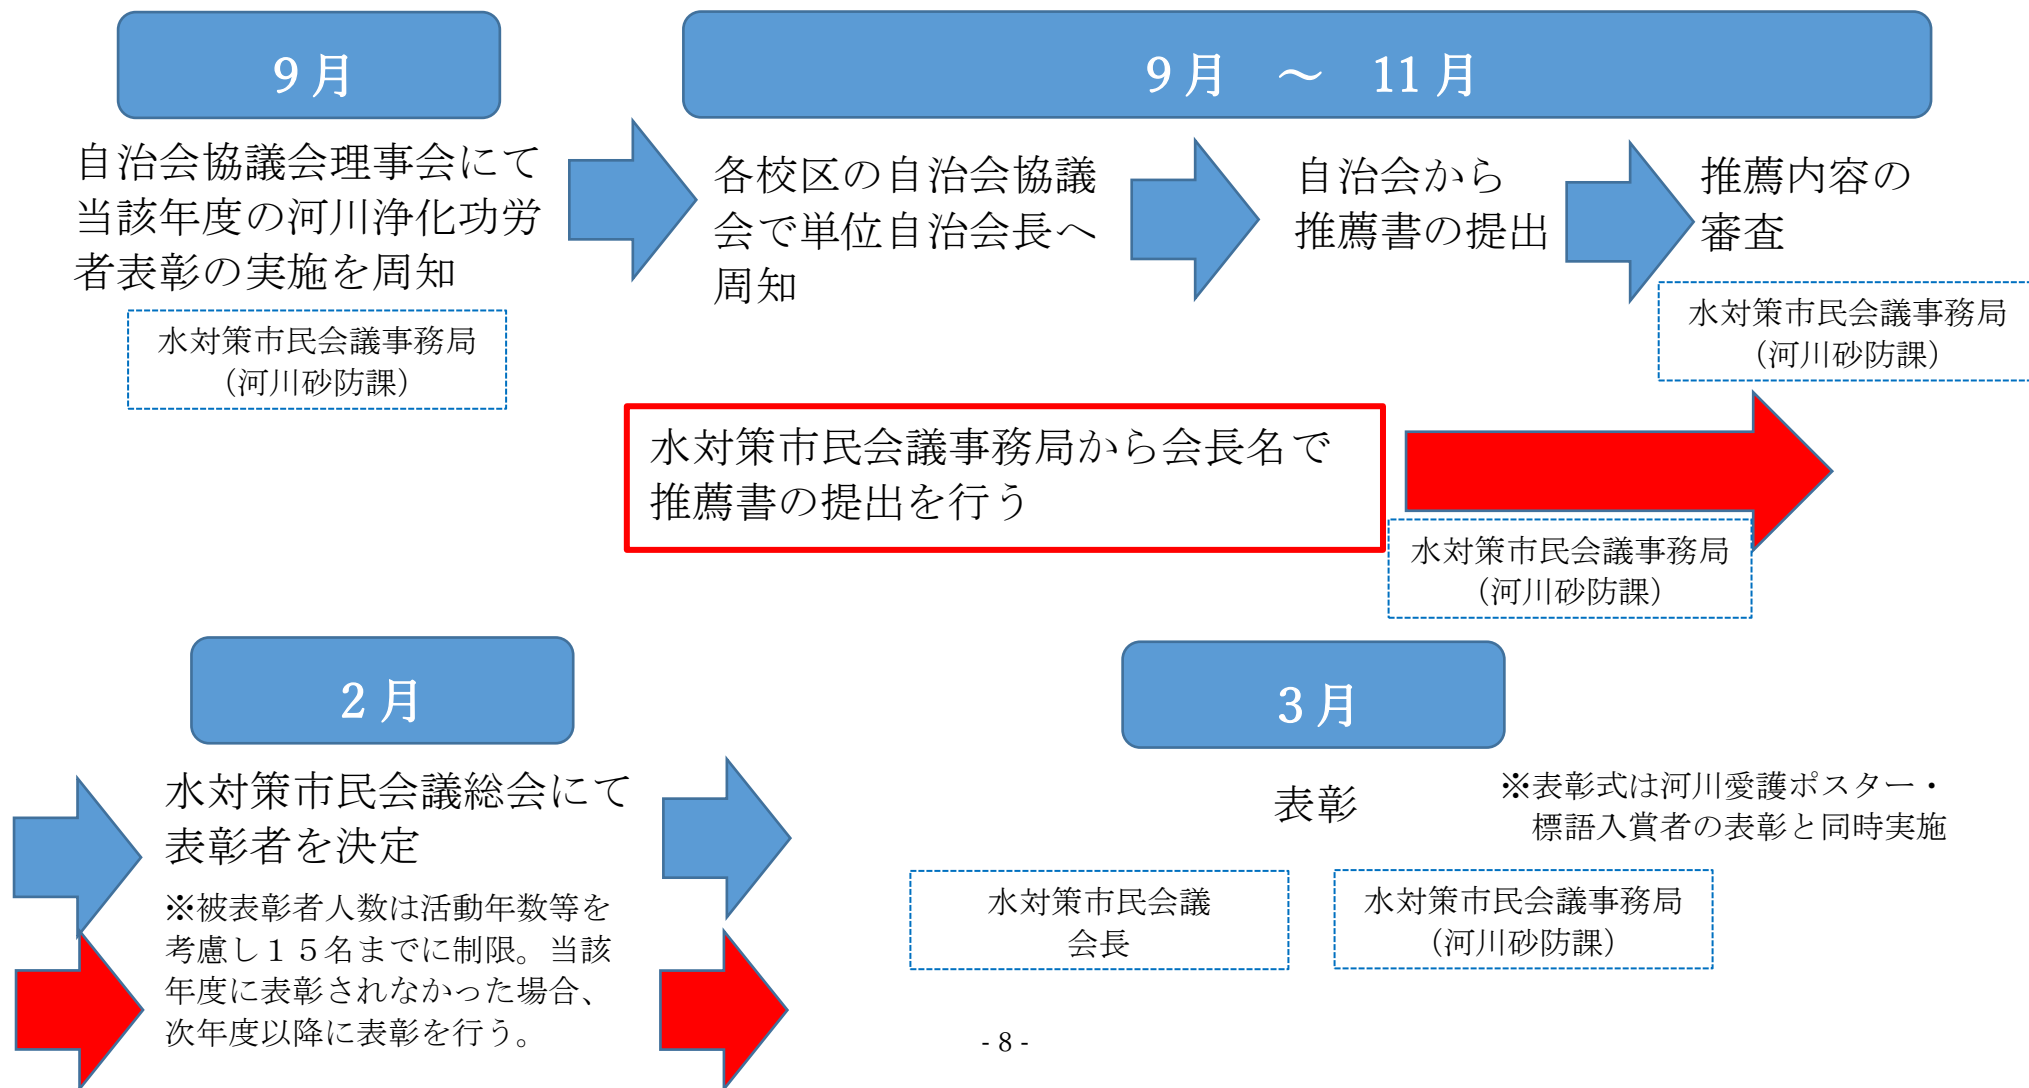 9月
9月 ～ 11月
自治会協議会理事会にて
当該年度の河川浄化功労
者表彰の実施を周知
水対策市民会議事務局
（河川砂防課）
各校区の自治会協議
会で単位自治会長へ
周知
自治会から
推薦書の提出
推薦内容の
審査
水対策市民会議事務局
（河川砂防課）
水対策市民会議事務局から会長名で
推薦書の提出を行う
水対策市民会議事務局
（河川砂防課）
2月
水対策市民会議総会にて
表彰者を決定
※被表彰者人数は活動年数等を
考慮し１５名までに制限。当該
年度に表彰されなかった場合、
次年度以降に表彰を行う。
3月
表彰
※表彰式は河川愛護ポスター・
標語入賞者の表彰と同時実施
水対策市民会議
会長
水対策市民会議事務局
（河川砂防課）
- 8 -